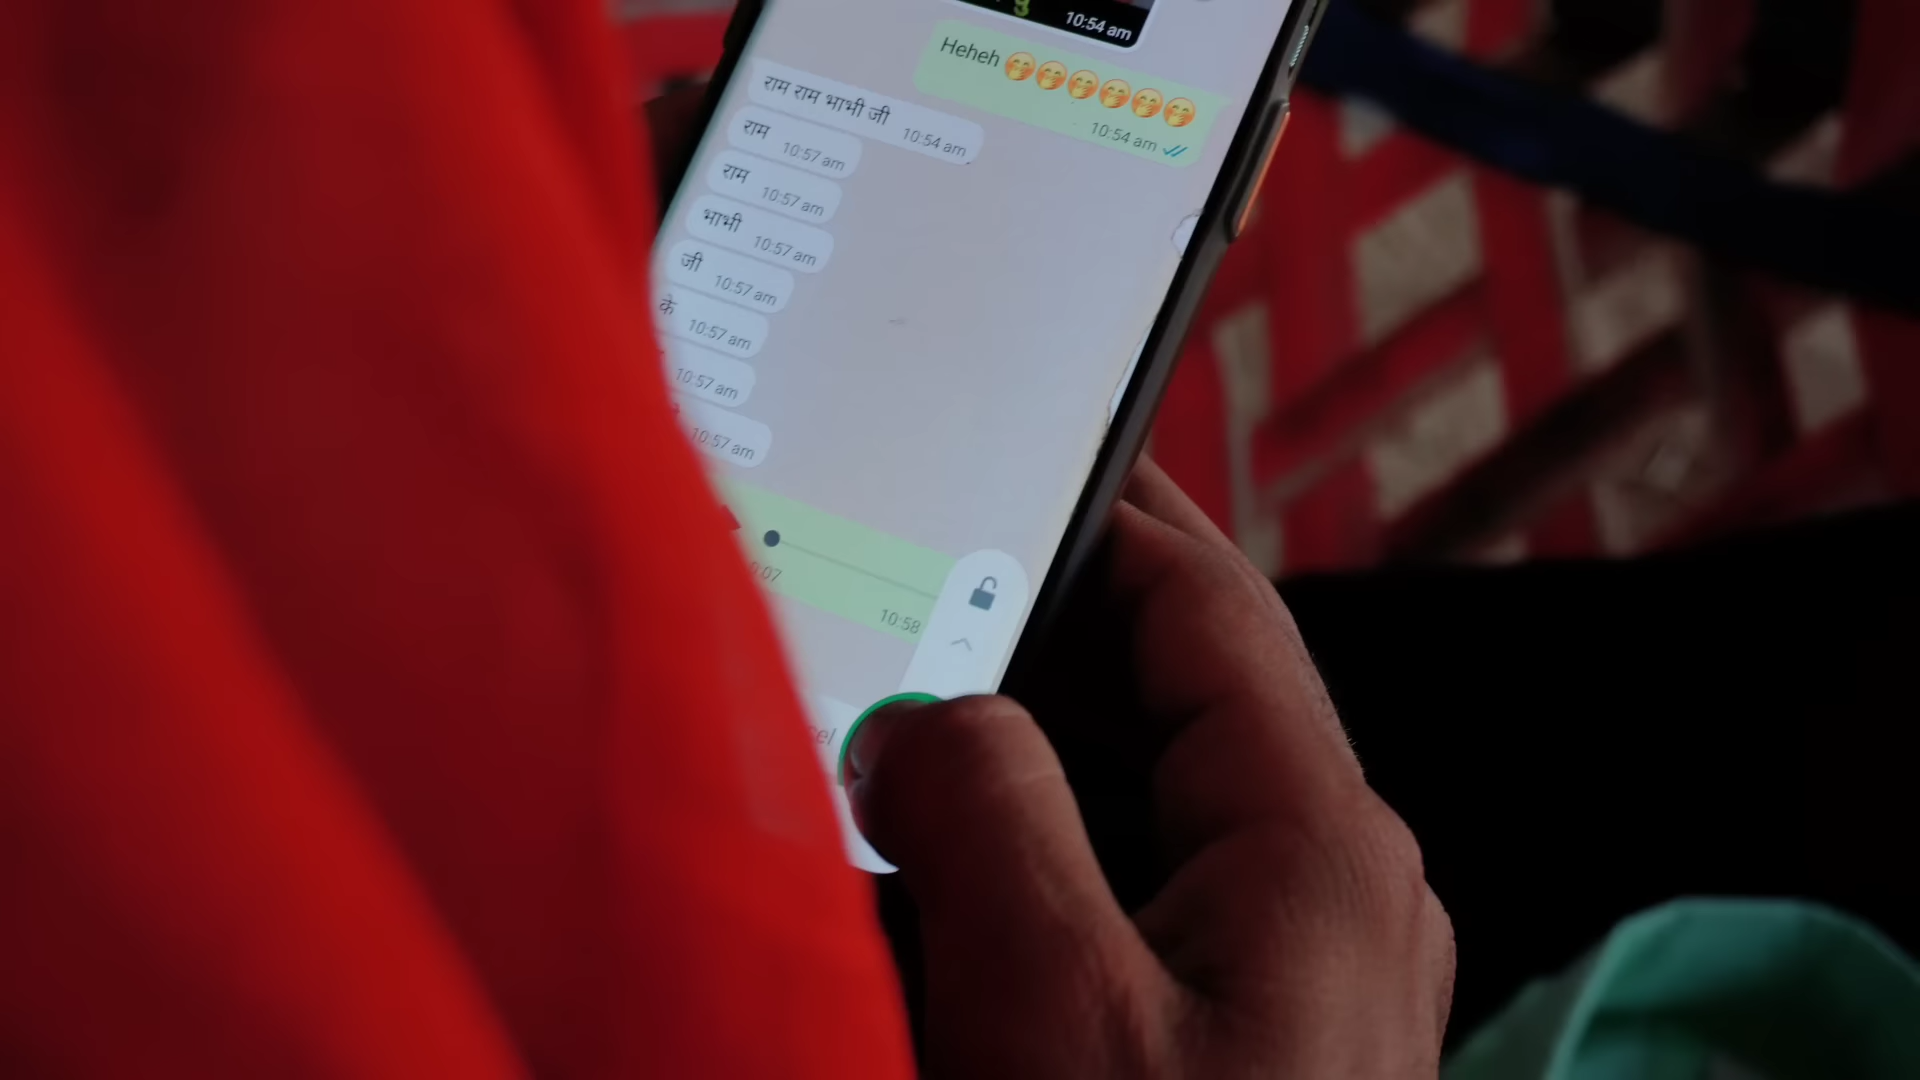 10:54 am
Heheh 🤭🤭🤭🤭🤭🤭
10:54 am
राम राम भाभी जी 10:54 am
राम 10:57 am
राम 10:57 am
भाभी 10:57 am
जी 10:57 am
के 10:57 am
10:57 am
10:57 am
0:07
10:58